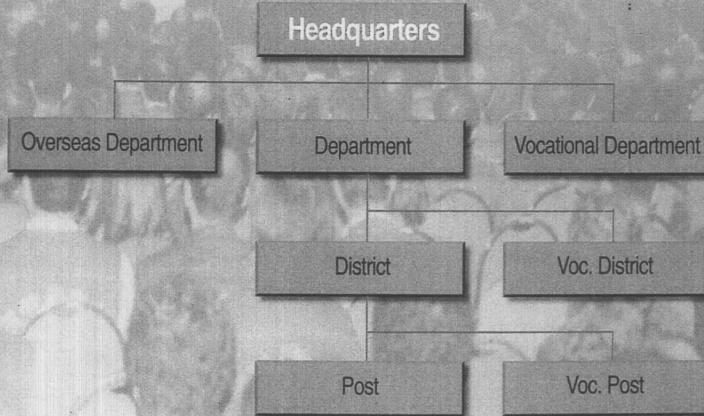 Headquarters
Overseas Department
Department
Vocational Department
District
Voc. District
Post
Voc. Post